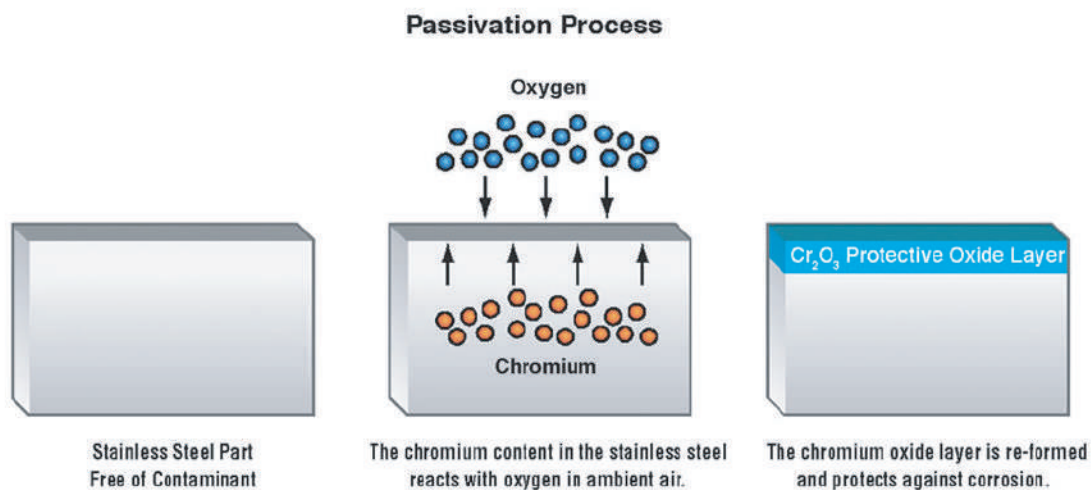 Passivation Process
Oxygen
Chromium
Cr₂O₃ Protective Oxide Layer
Stainless Steel Part
Free of Contaminant
The chromium content in the stainless steel
reacts with oxygen in ambient air.
The chromium oxide layer is re-formed
and protects against corrosion.